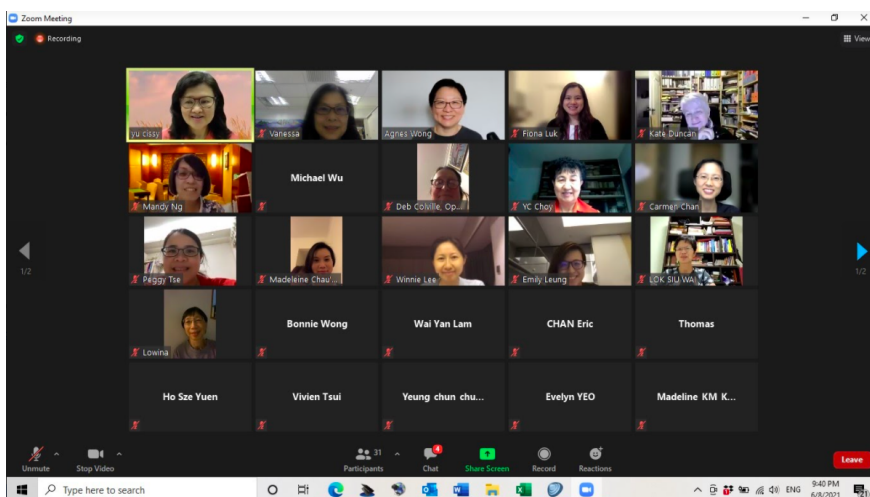 Zoom Meeting
Recording
View
yu cissy
Vanessa
Agnes Wong
Fiona Luk
Kate Duncan
Mandy Ng
Michael Wu
Deb Colville, Op...
YC Choy
Carmen Chan
Peggy Tse
Madeleine Chau'...
Winnie Lee
Emily Leung
LOK SIU WAI
1/2
1/2
Lowina
Bonnie Wong
Wai Yan Lam
CHAN Eric
Thomas
Ho Sze Yuen
Vivien Tsui
Yeung chun chu...
Evelyn YEO
Madeline KM K...
31
4
Unmute
Stop Video
Participants
Chat
Share Screen
Record
Reactions
Leave
Type here to search
ENG
9:40 PM
6/8/2021
21